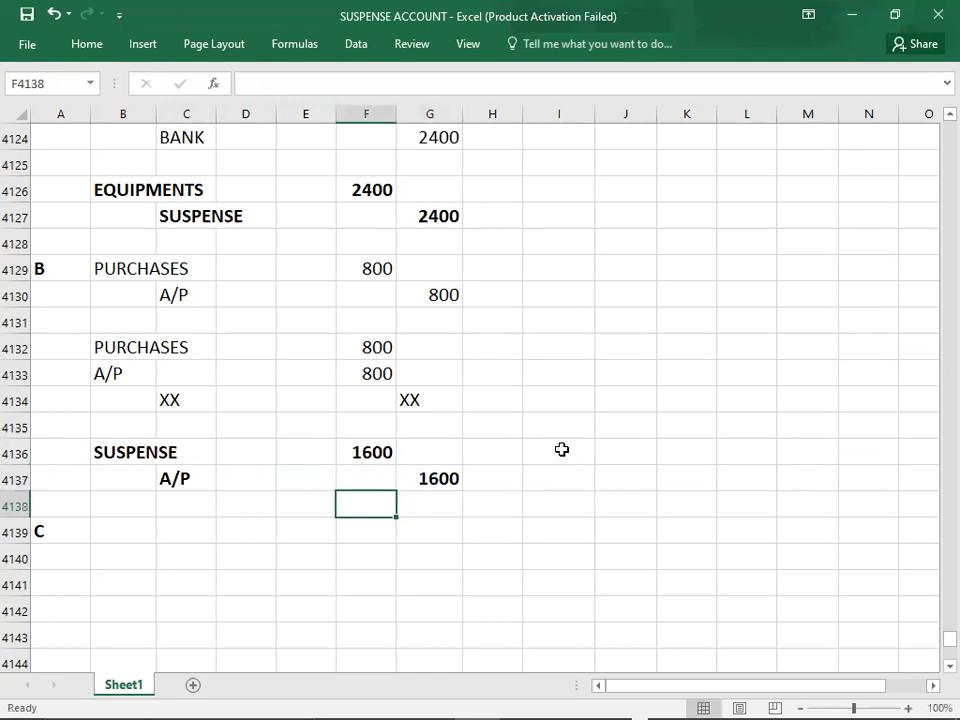 SUSPENSE ACCOUNT - Excel (Product Activation Failed)
File Home Insert Page Layout Formulas Data Review View Tell me what you want to do... Share
F4138 fx
A B C D E F G H I J K L M N O
4124 BANK 2400
4125
4126 EQUIPMENTS 2400
4127 SUSPENSE 2400
4128
4129 B PURCHASES 800
4130 A/P 800
4131
4132 PURCHASES 800
4133 A/P 800
4134 XX XX
4135
4136 SUSPENSE 1600
4137 A/P 1600
4138
4139 C
4140
4141
4142
4143
4144
Sheet1
Ready 100%